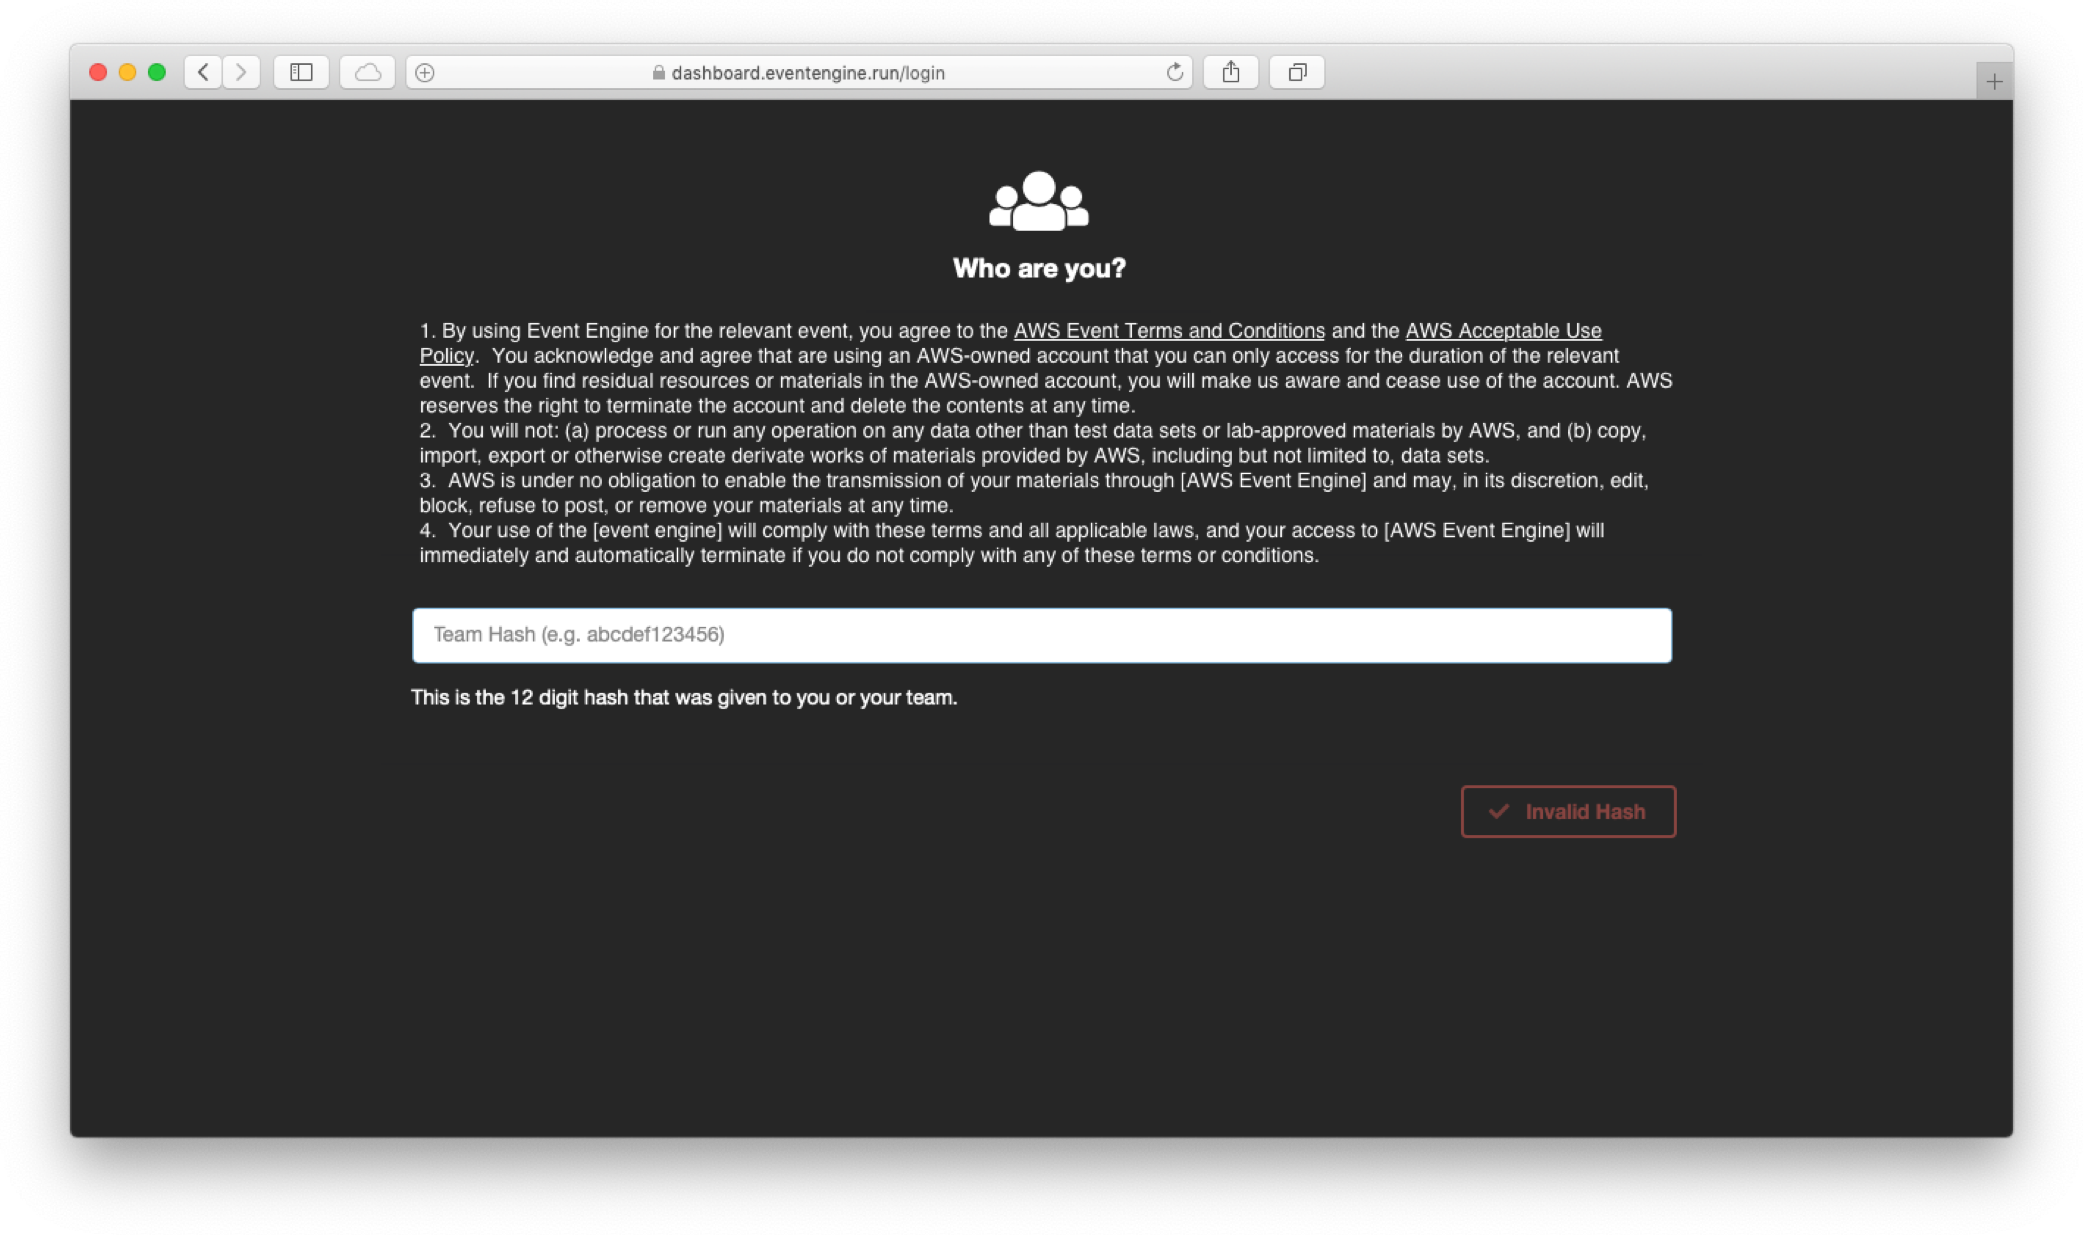 dashboard.eventengine.run/login
Who are you?
1. By using Event Engine for the relevant event, you agree to the AWS Event Terms and Conditions and the AWS Acceptable Use
Policy.  You acknowledge and agree that are using an AWS-owned account that you can only access for the duration of the relevant
event.  If you find residual resources or materials in the AWS-owned account, you will make us aware and cease use of the account. AWS
reserves the right to terminate the account and delete the contents at any time.
2.  You will not: (a) process or run any operation on any data other than test data sets or lab-approved materials by AWS, and (b) copy,
import, export or otherwise create derivate works of materials provided by AWS, including but not limited to, data sets.
3.  AWS is under no obligation to enable the transmission of your materials through [AWS Event Engine] and may, in its discretion, edit,
block, refuse to post, or remove your materials at any time.
4.  Your use of the [event engine] will comply with these terms and all applicable laws, and your access to [AWS Event Engine] will
immediately and automatically terminate if you do not comply with any of these terms or conditions.
Team Hash (e.g. abcdef123456)
This is the 12 digit hash that was given to you or your team.
Invalid Hash